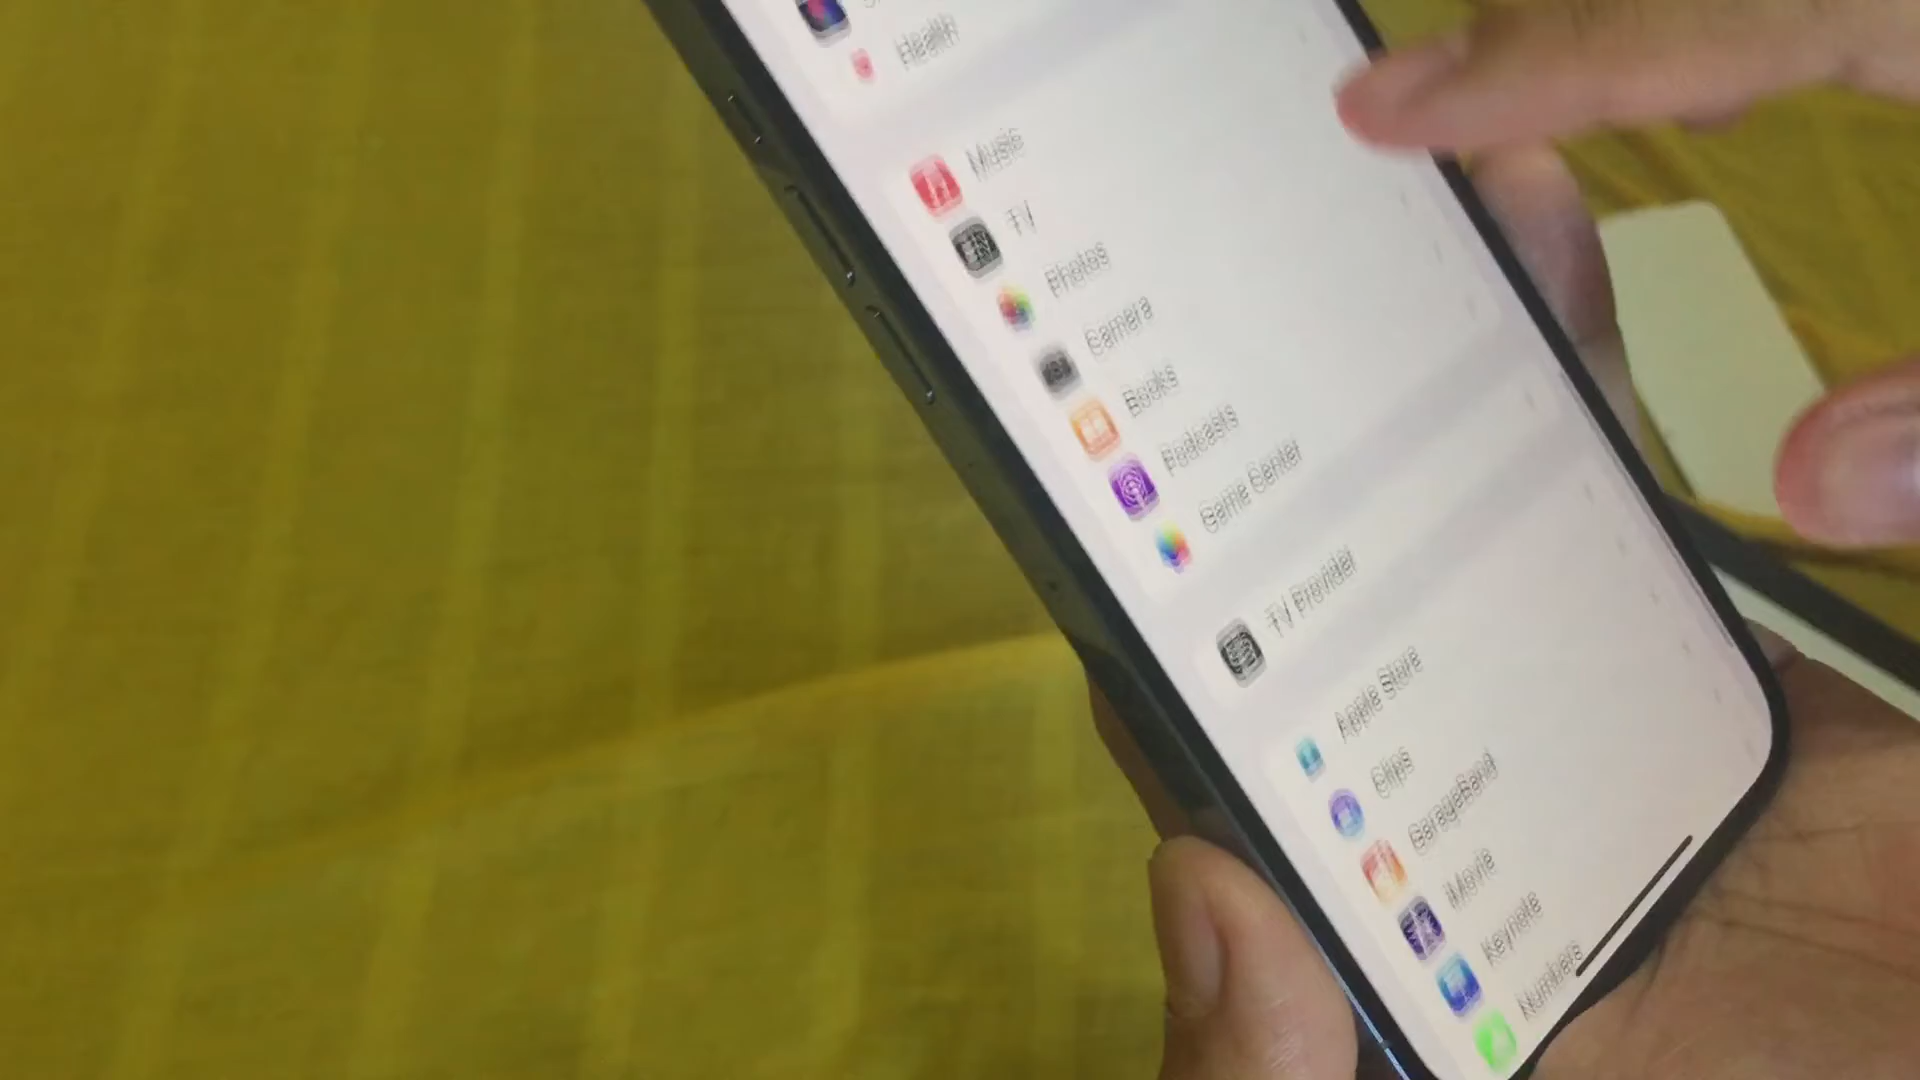 Health
Music
TV
Photos
Camera
Books
Podcasts
Game Center
TV Provider
Apple Store
Clips
GarageBand
iMovie
Keynote
Numbers